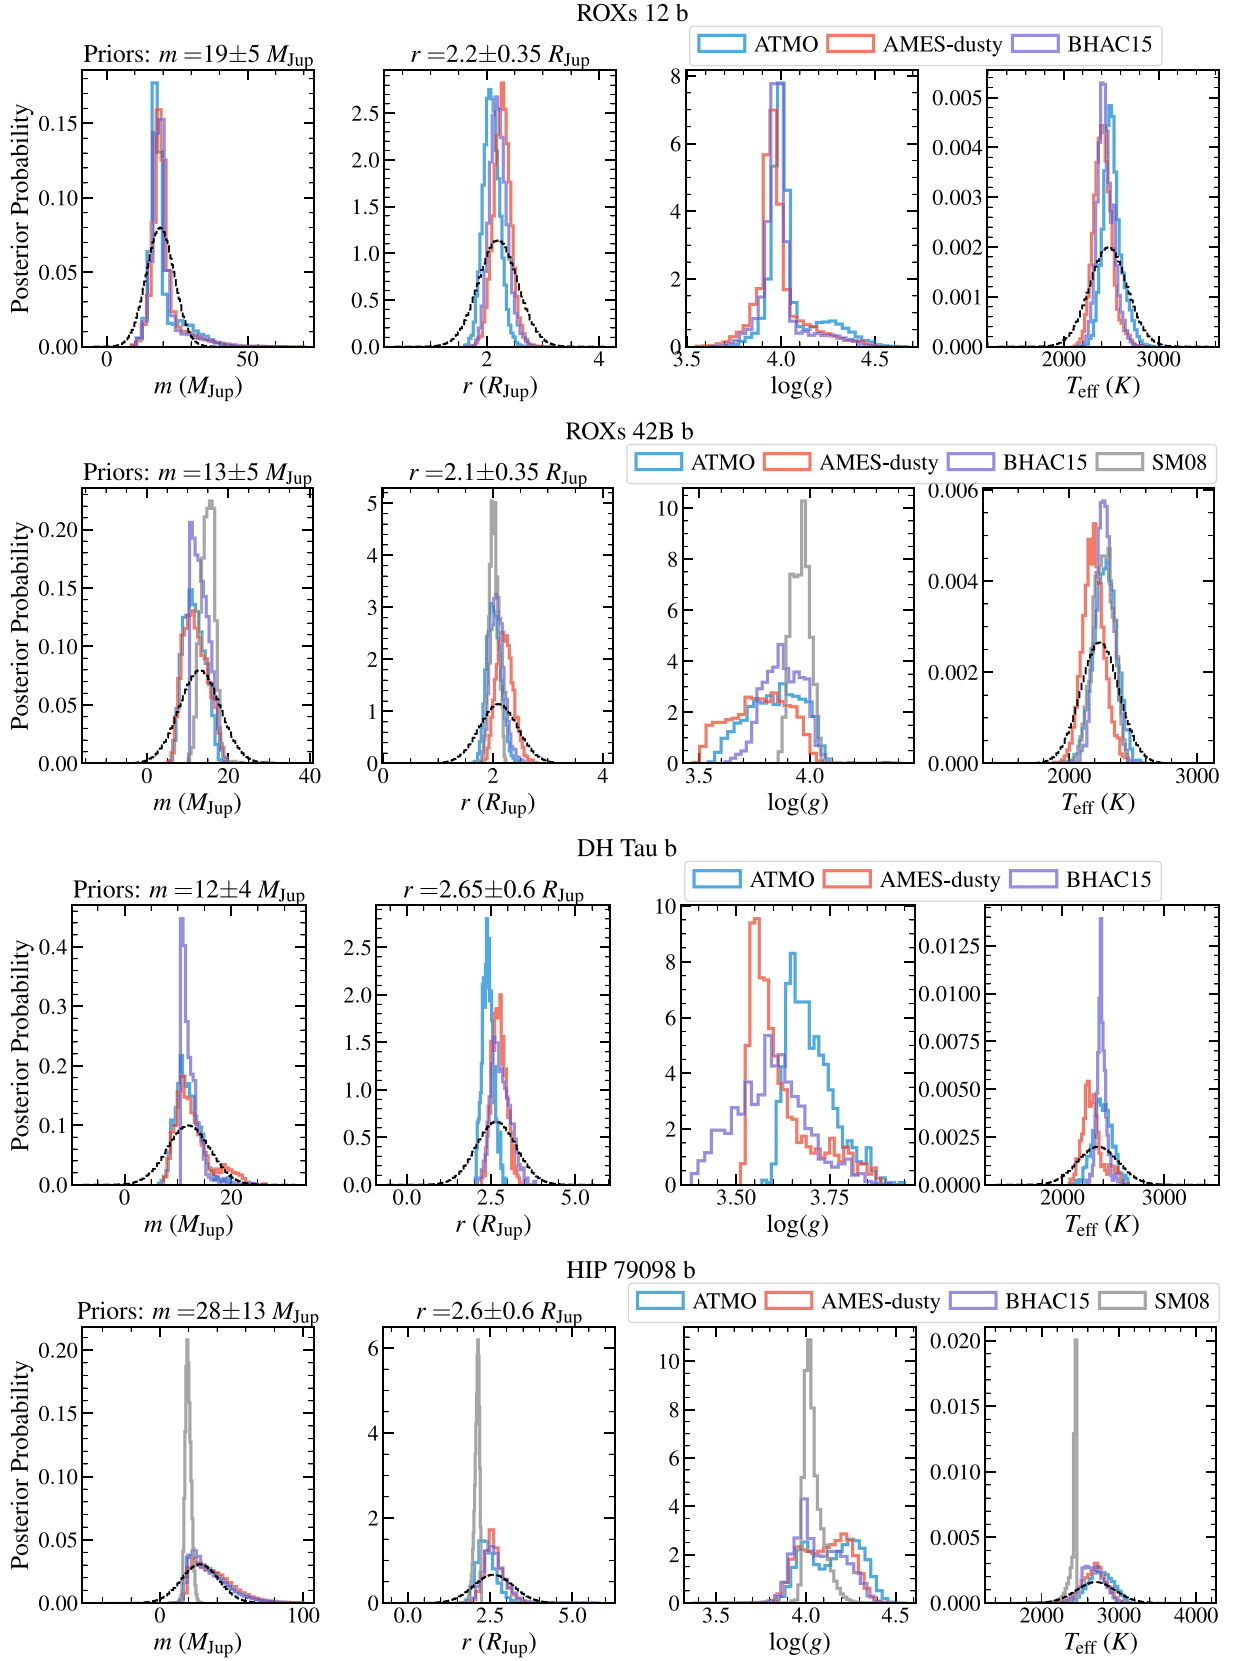 ROXs 12 b
ATMO AMES-dusty BHAC15
Priors: m = 19±5 M_Jup
r = 2.2±0.35 R_Jup
Posterior Probability
0.15
0.10
0.05
0.00
0 50
m (M_Jup)
2.5
2.0
1.5
1.0
0.5
0.0
2 4
r (R_Jup)
8
6
4
2
0
3.5 4.0 4.5
log(g)
0.005
0.004
0.003
0.002
0.001
0.000
2000 3000
T_eff (K)
ROXs 42B b
ATMO AMES-dusty BHAC15 SM08
Priors: m = 13±5 M_Jup
r = 2.1±0.35 R_Jup
Posterior Probability
0.20
0.15
0.10
0.05
0.00
0 20 40
m (M_Jup)
5
4
3
2
1
0
0 2 4
r (R_Jup)
10
8
6
4
2
0
3.5 4.0
log(g)
0.006
0.004
0.002
0.000
2000 3000
T_eff (K)
DH Tau b
ATMO AMES-dusty BHAC15
Priors: m = 12±4 M_Jup
r = 2.65±0.6 R_Jup
Posterior Probability
0.4
0.3
0.2
0.1
0.0
0 20
m (M_Jup)
2.5
2.0
1.5
1.0
0.5
0.0
0.0 2.5 5.0
r (R_Jup)
10
8
6
4
2
0
3.50 3.75
log(g)
0.0125
0.0100
0.0075
0.0050
0.0025
0.0000
2000 3000
T_eff (K)
HIP 79098 b
ATMO AMES-dusty BHAC15 SM08
Priors: m = 28±13 M_Jup
r = 2.6±0.6 R_Jup
Posterior Probability
0.20
0.15
0.10
0.05
0.00
0 100
m (M_Jup)
6
4
2
0
0.0 2.5 5.0
r (R_Jup)
10
8
6
4
2
0
3.5 4.0 4.5
log(g)
0.020
0.015
0.010
0.005
0.000
2000 3000 4000
T_eff (K)